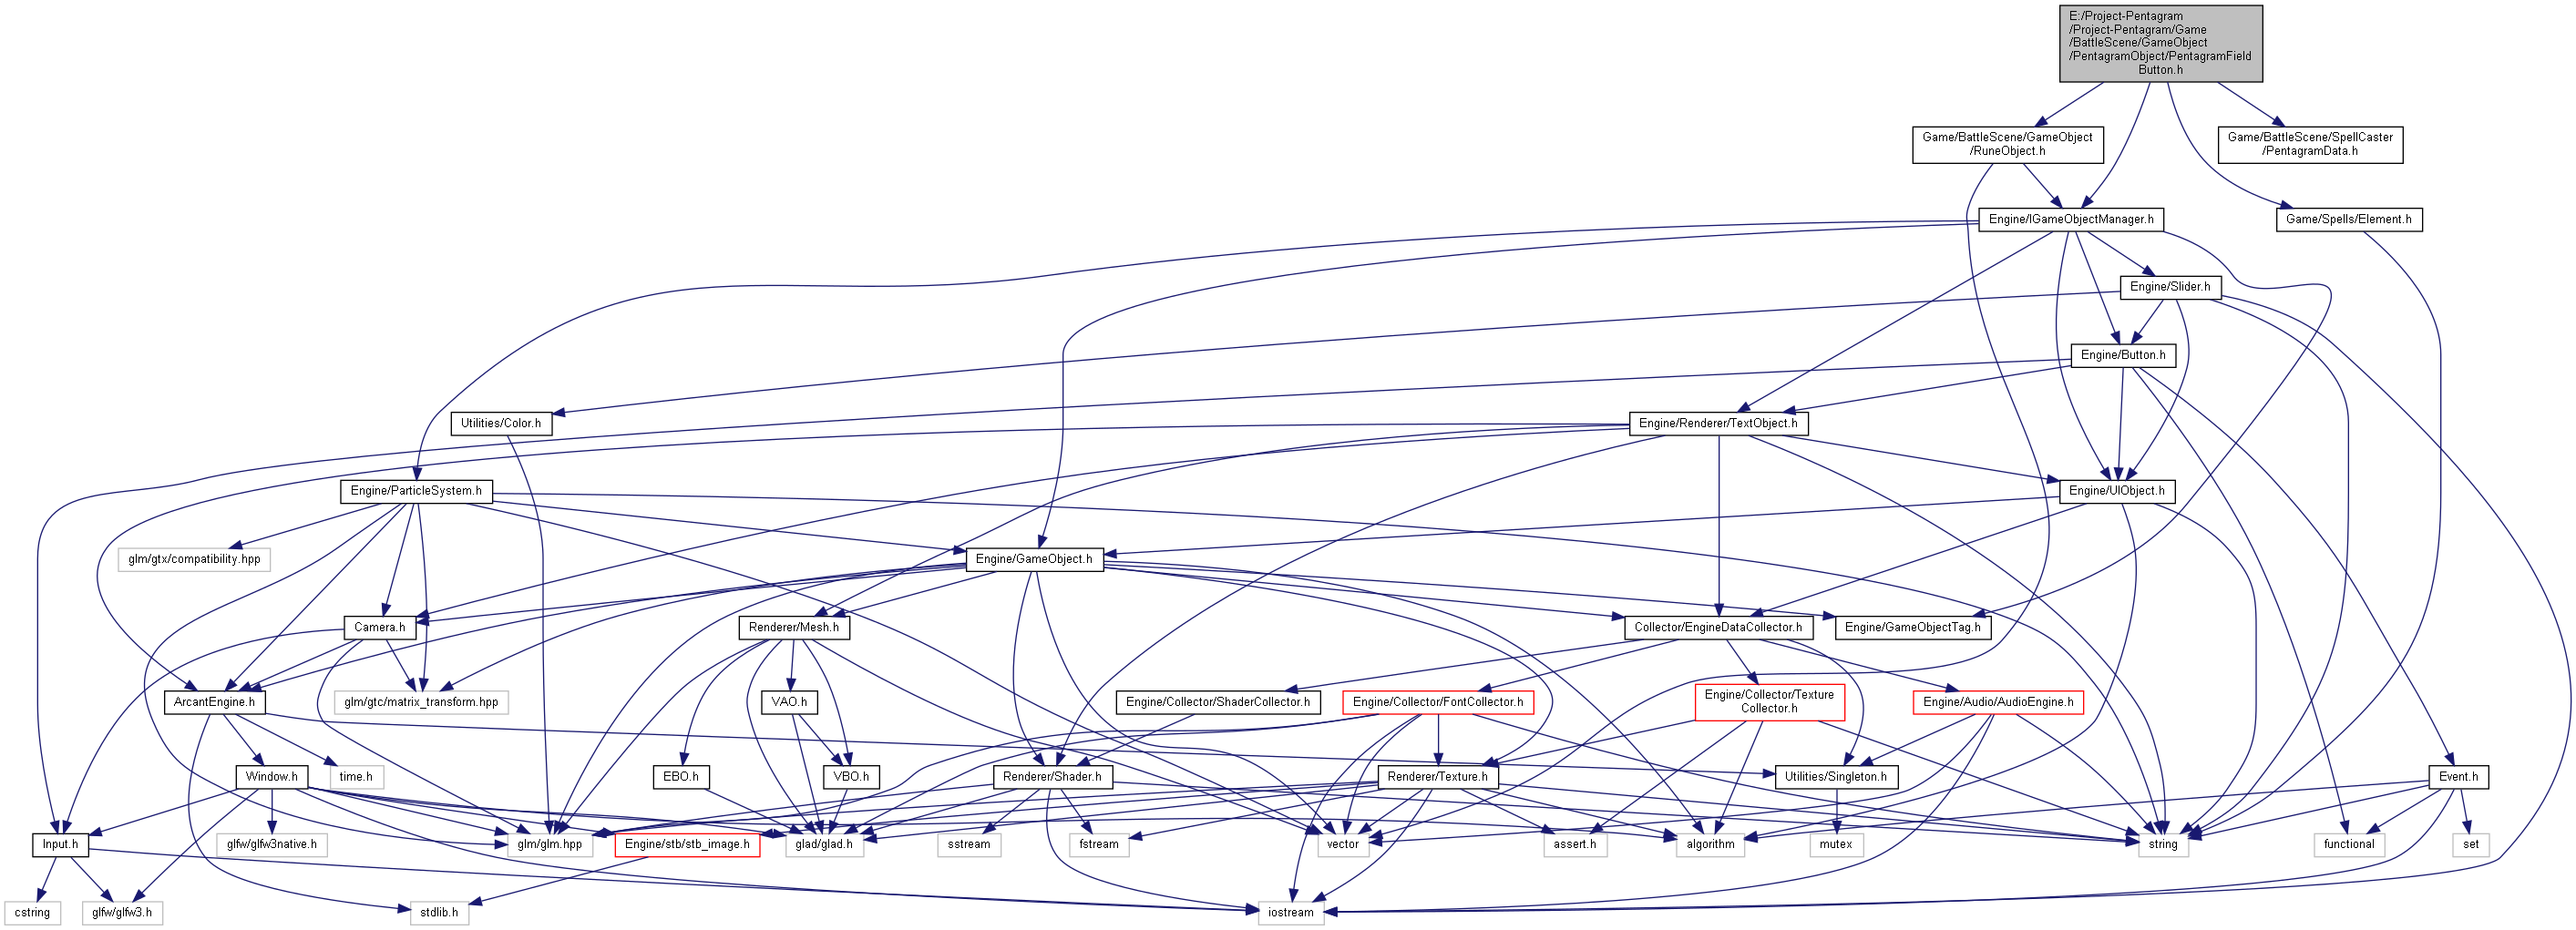 E:/Project-Pentagram
/Project-Pentagram/Game
/BattleScene/GameObject
/PentagramObject/PentagramField
Button.h
Game/BattleScene/GameObject
/RuneObject.h
Game/BattleScene/SpellCaster
/PentagramData.h
Engine/IGameObjectManager.h
Game/Spells/Element.h
Engine/Slider.h
Engine/Button.h
Utilities/Color.h
Engine/Renderer/TextObject.h
Engine/ParticleSystem.h
Engine/UIObject.h
glm/gtx/compatibility.hpp
Engine/GameObject.h
Camera.h
Renderer/Mesh.h
Collector/EngineDataCollector.h
Engine/GameObjectTag.h
ArcantEngine.h
glm/gtc/matrix_transform.hpp
VAO.h
Engine/Collector/ShaderCollector.h
Engine/Collector/FontCollector.h
Engine/Collector/Texture
Collector.h
Engine/Audio/AudioEngine.h
Window.h
time.h
EBO.h
VBO.h
Renderer/Shader.h
Renderer/Texture.h
Utilities/Singleton.h
Event.h
Input.h
glfw/glfw3native.h
glm/glm.hpp
Engine/stb/stb_image.h
glad/glad.h
sstream
fstream
vector
assert.h
algorithm
mutex
string
functional
set
cstring
glfw/glfw3.h
stdlib.h
iostream